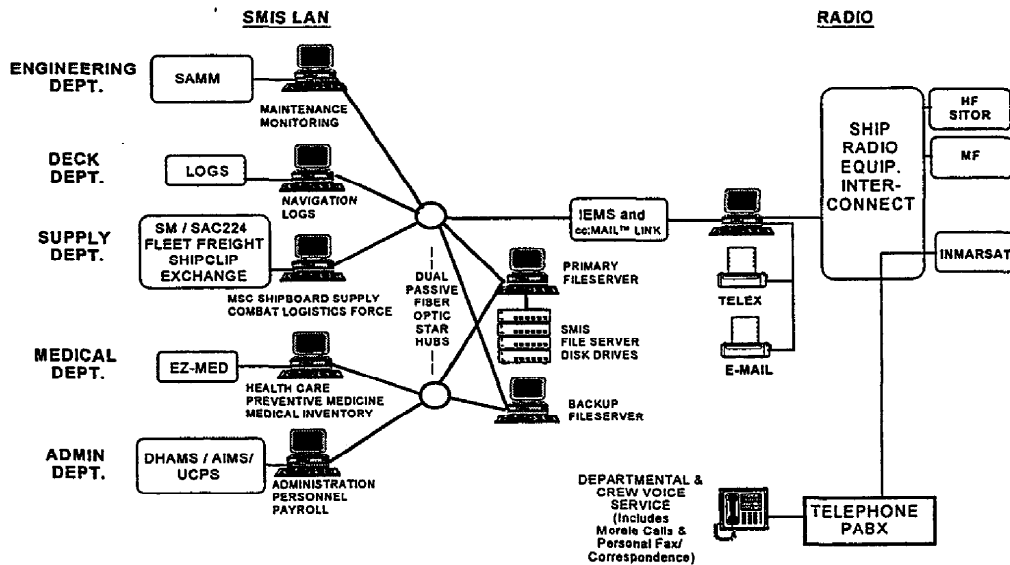 SMIS LAN
RADIO
ENGINEERING
DEPT.
SAMM
MAINTENANCE
MONITORING
DECK
DEPT.
LOGS
NAVIGATION
LOGS
SUPPLY
DEPT.
SM / SAC224
FLEET FREIGHT
SHIPCLIP
EXCHANGE
MSC SHIPBOARD SUPPLY
COMBAT LOGISTICS FORCE
MEDICAL
DEPT.
EZ-MED
HEALTH CARE
PREVENTIVE MEDICINE
MEDICAL INVENTORY
ADMIN
DEPT.
DHAMS / AIMS/
UCPS
ADMINISTRATION
PERSONNEL
PAYROLL
DUAL
PASSIVE
FIBER
OPTIC
STAR
HUBS
PRIMARY
FILESERVER
SMIS
FILE SERVER
DISK DRIVES
BACKUP
FILESERVER
IEMS and
cc:MAIL™ LINK
TELEX
E-MAIL
SHIP
RADIO
EQUIP.
INTER-
CONNECT
HF
SITOR
MF
INMARSAT
DEPARTMENTAL &
CREW VOICE
SERVICE
(Includes
Morele Calls &
Personal Fax/
Correspondence)
TELEPHONE
PABX